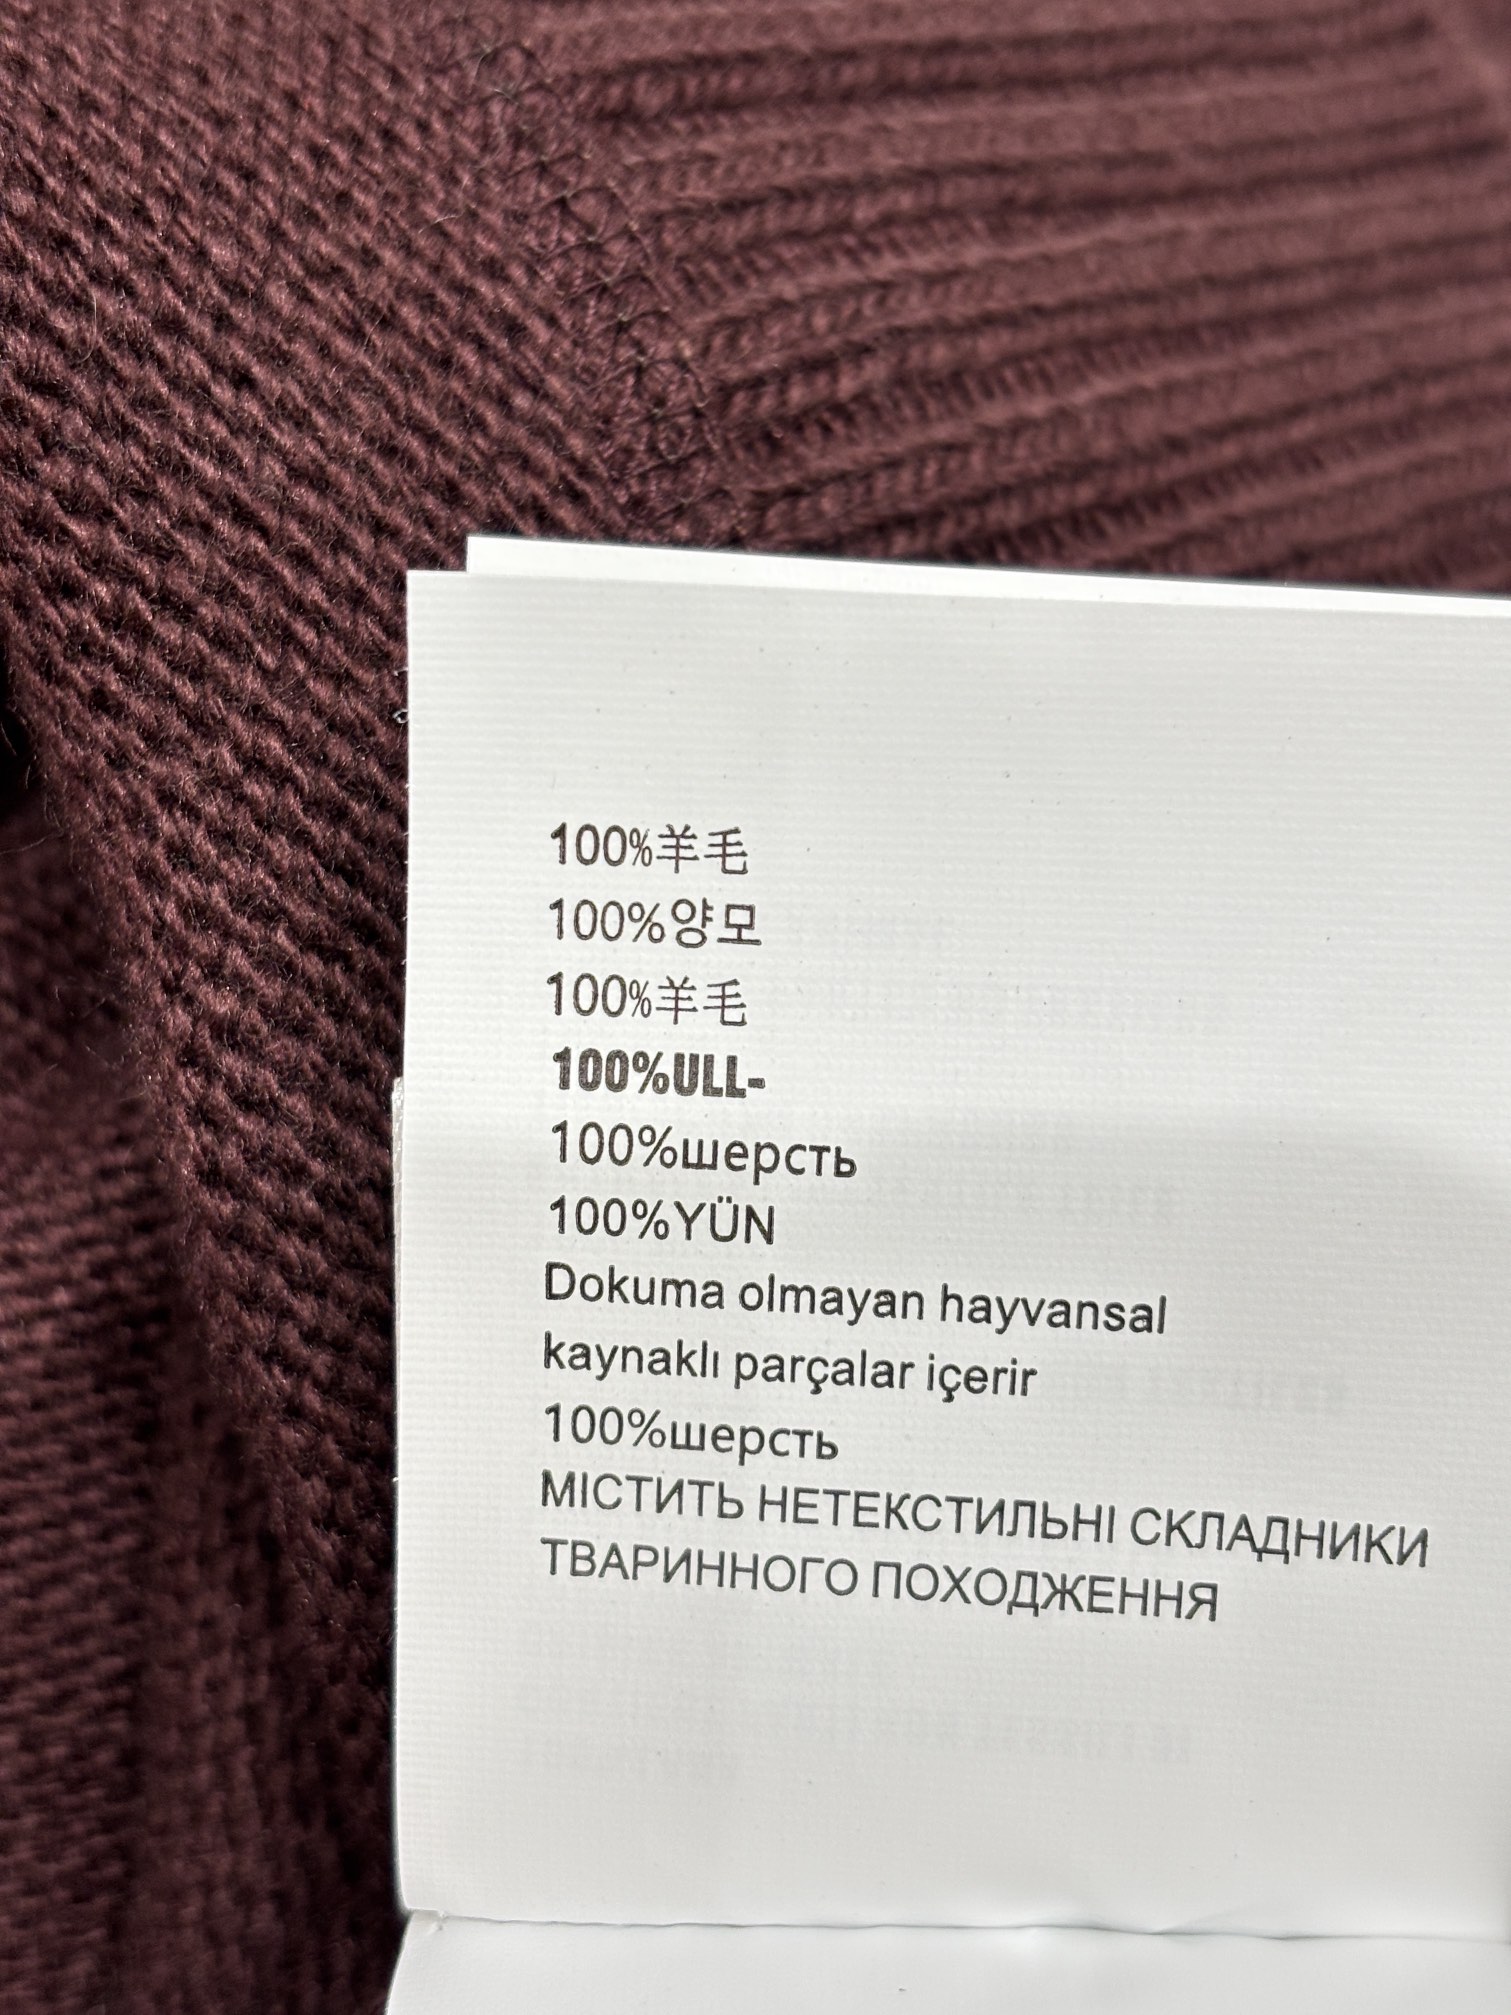 100%羊毛
100%양모
100%羊毛
100%ULL-
100%шерсть
100%YÜN
Dokuma olmayan hayvansal
kaynaklı parçalar içerir
100%шерсть
МІСТИТЬ НЕТЕКСТИЛЬНІ СКЛАДНИКИ
ТВАРИННОГО ПОХОДЖЕННЯ